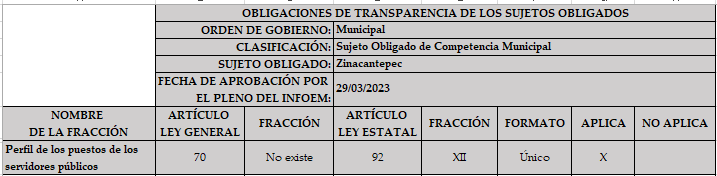 OBLIGACIONES DE TRANSPARENCIA DE LOS SUJETOS OBLIGADOS
ORDEN DE GOBIERNO: Municipal
CLASIFICACIÓN: Sujeto Obligado de Competencia Municipal
SUJETO OBLIGADO: Zinacantepec
FECHA DE APROBACIÓN POR
EL PLENO DEL INFOEM: 29/03/2023
NOMBRE
DE LA FRACCIÓN
ARTÍCULO
LEY GENERAL
FRACCIÓN
ARTÍCULO
LEY ESTATAL
FRACCIÓN
FORMATO
APLICA
NO APLICA
Perfil de los puestos de los
servidores públicos
70
No existe
92
XII
Único
X